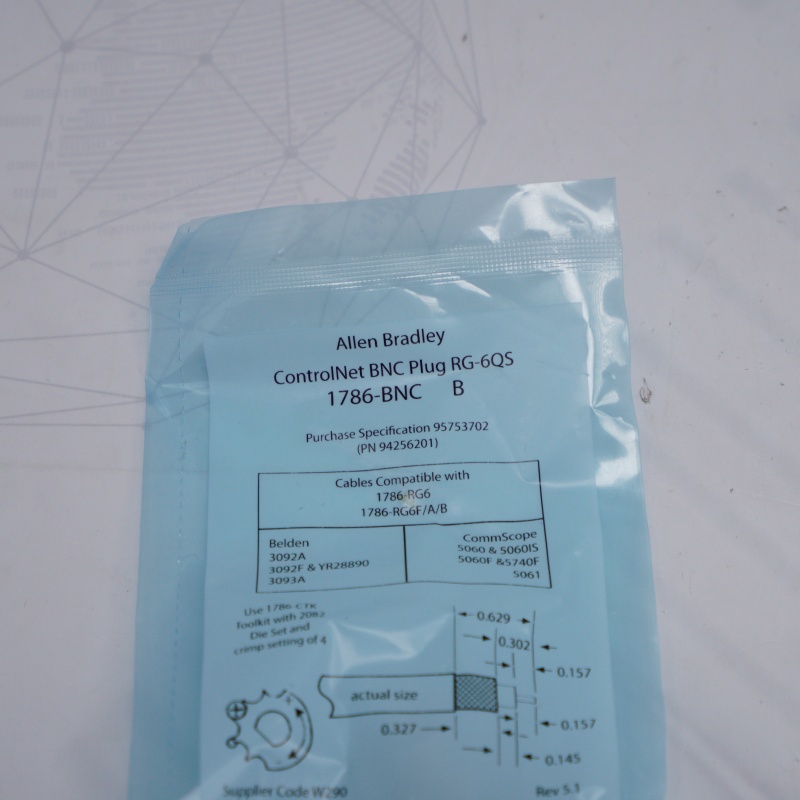 Allen Bradley
ControlNet BNC Plug RG-6QS
1786-BNC B
Purchase Specification 95753702
(PN 94256201)
Cables Compatible with
1786-RG6
1786-RG6F/A/B
Belden
3092A
3092F & YR28890
3093A
CommScope
5060 & 5060IS
5060F &5740F
5061
Use 1786-CTK
Toolkit with 2082
Die Set and
crimp setting of 4
0.629
0.302
0.157
actual size
0.327
0.157
0.145
Supplier Code W290
Rev 5.1